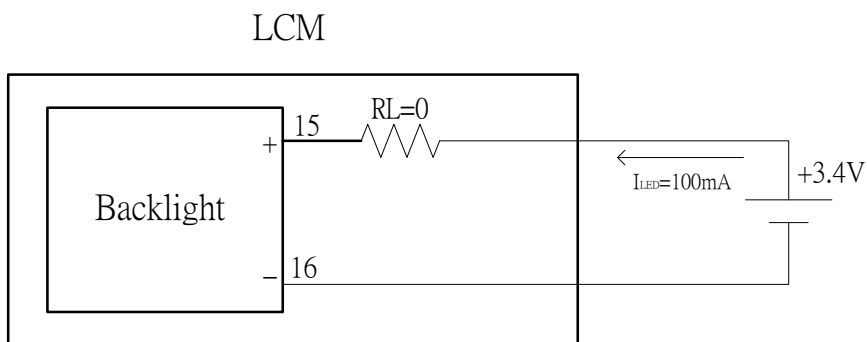 LCM
RL=0
15
+
+3.4V
ILED=100mA
Backlight
16
−